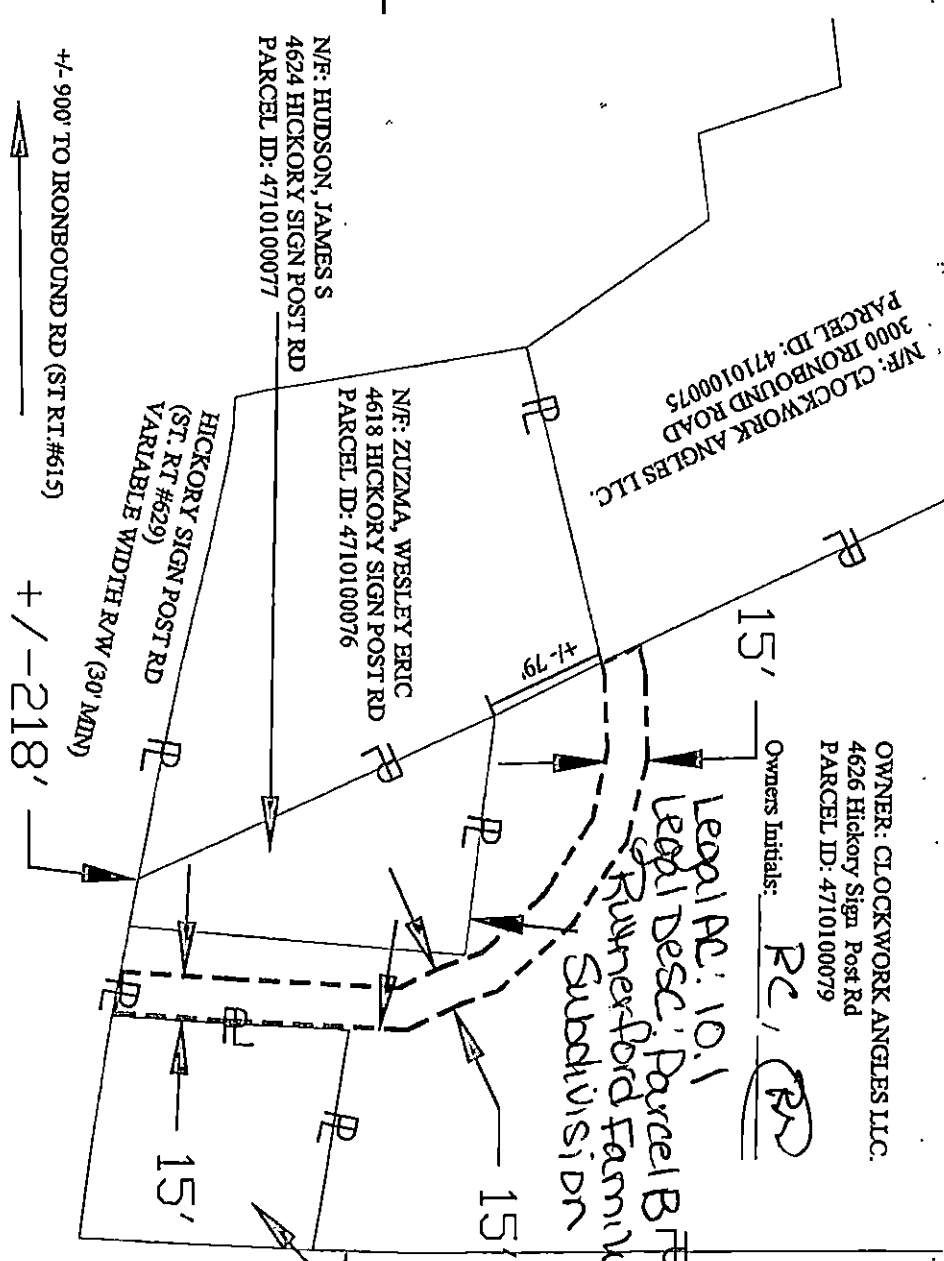 OWNER: CLOCKWORK ANGLES LLC.
4626 Hickory Sign Post Rd
PARCEL ID: 4710100079
Owners Initials: RC /
Legal AC: 10.1
Legal Desc: Parcel B
Rutherford Family
Subdivision
15'
N/F: CLOCKWORK ANGLES LLC.
3000 IRONBOUND ROAD
PARCEL ID: 4710100075
PL
PL
+/- 79'
N/F: ZUZMA, WESLEY ERIC
4618 HICKORY SIGN POST RD
PARCEL ID: 4710100076
PL
PL
PL
N/F: HUDSON, JAMES S
4624 HICKORY SIGN POST RD
PARCEL ID: 4710100077
HICKORY SIGN POST RD
(ST. RT #629)
VARIABLE WIDTH R/W (30' MIN)
PL
PL
PL
PL
15'
15'
+/- 900' TO IRONBOUND RD (ST RT.#615)
+/-218'